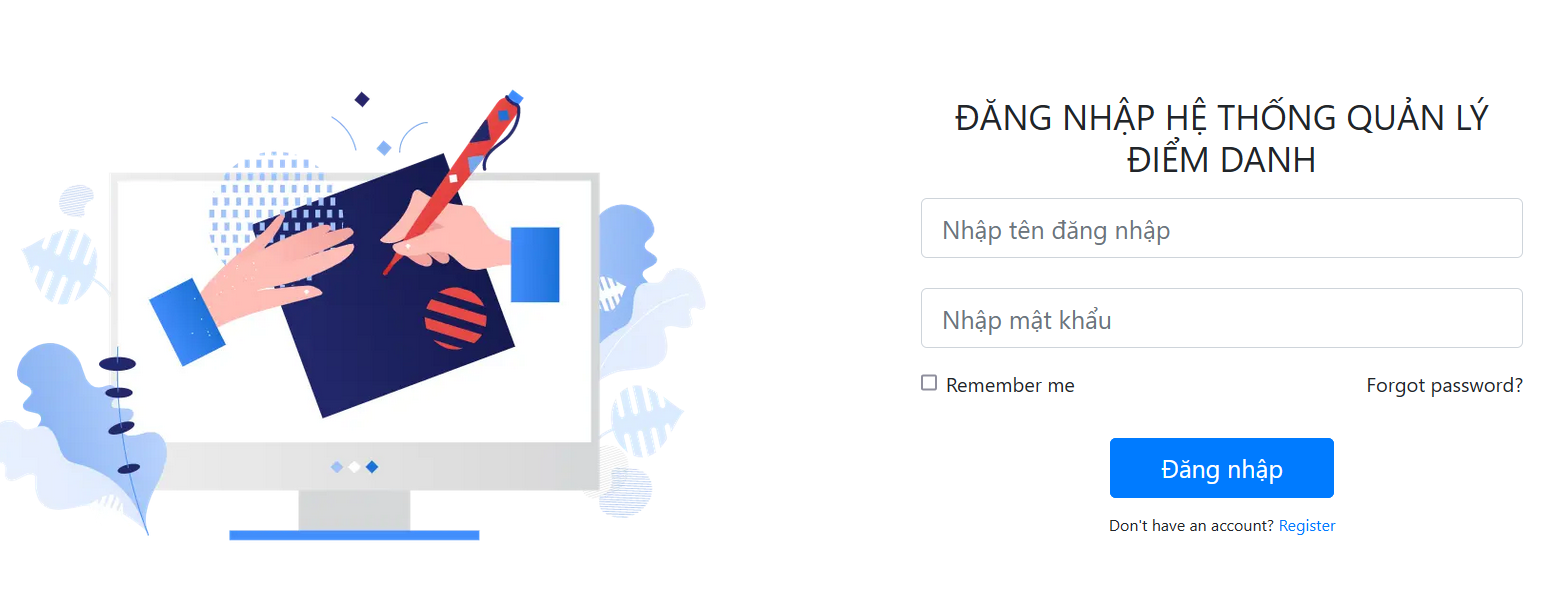 ĐĂNG NHẬP HỆ THỐNG QUẢN LÝ
ĐIỂM DANH
Nhập tên đăng nhập
Nhập mật khẩu
Remember me
Forgot password?
Đăng nhập
Don't have an account? Register